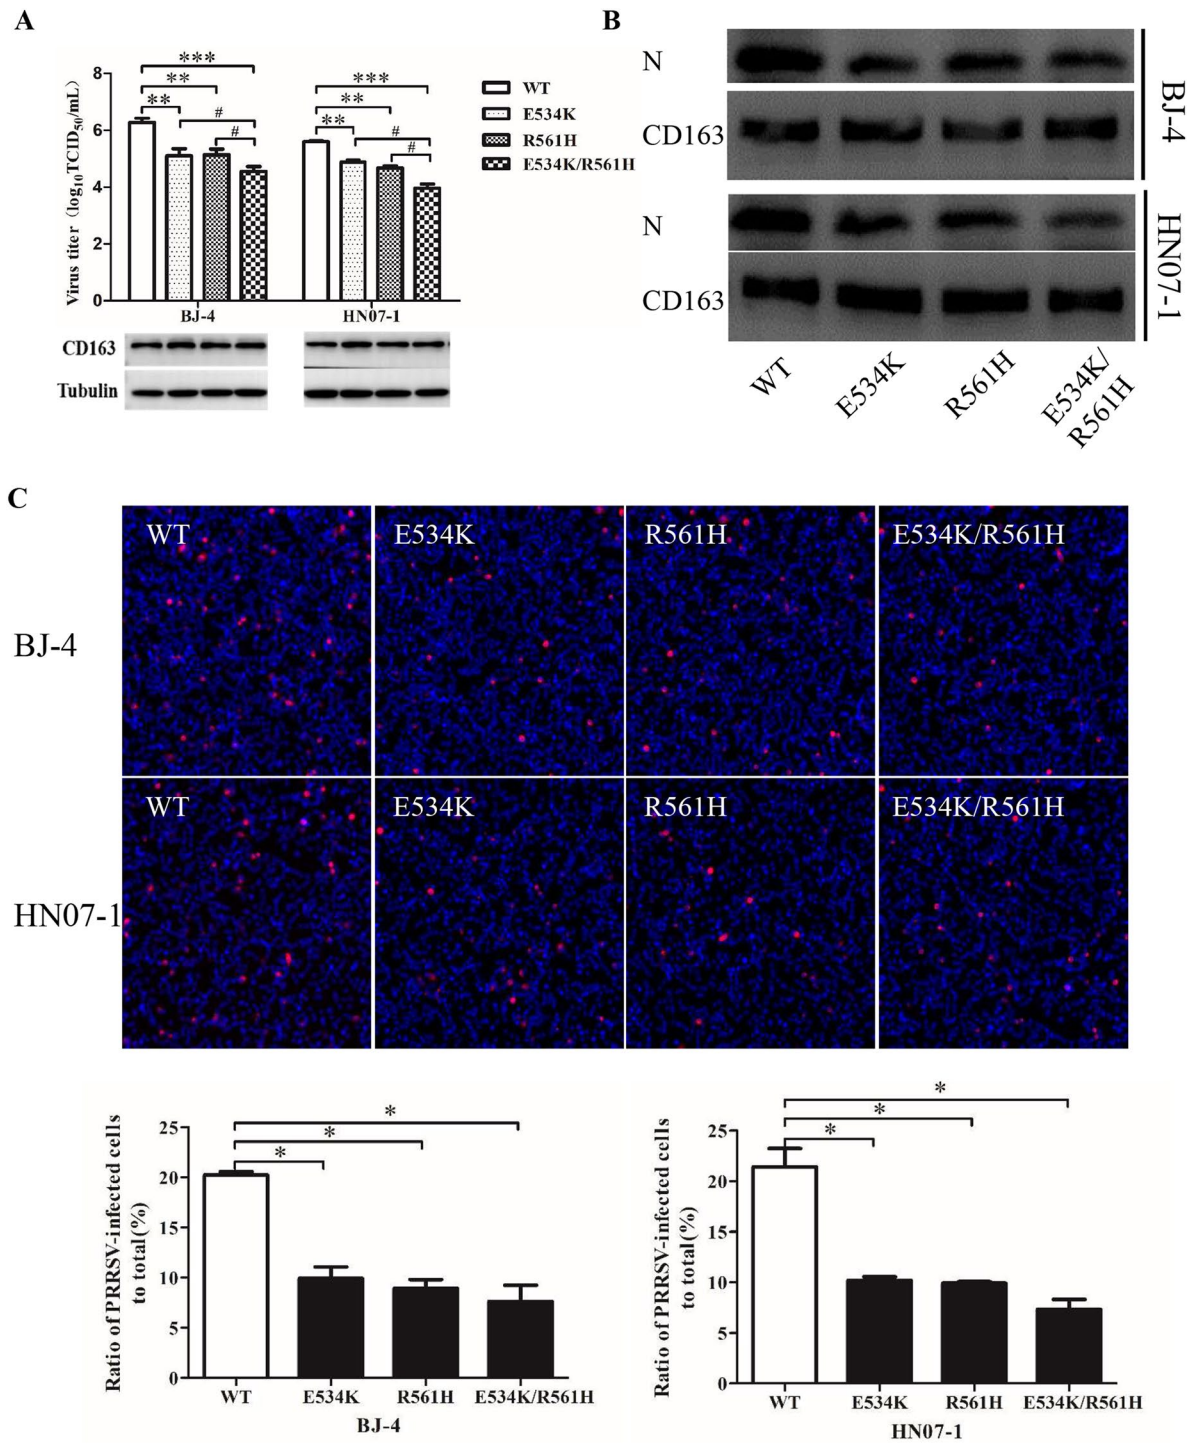 A
Virus titer (log10TCID50/mL)
8
6
4
2
0
***
**
**
#
#
***
**
**
#
#
BJ-4
HN07-1
WT
E534K
R561H
E534K/R561H
CD163
Tubulin
B
N
CD163
BJ-4
N
CD163
HN07-1
WT
E534K
R561H
E534K/
R561H
C
WT
E534K
R561H
E534K/R561H
BJ-4
WT
E534K
R561H
E534K/R561H
HN07-1
Ratio of PRRSV-infected cells
to total(%)
25
20
15
10
5
0
*
*
*
WT
E534K
R561H
E534K/R561H
BJ-4
Ratio of PRRSV-infected cells
to total(%)
25
20
15
10
5
0
*
*
*
WT
E534K
R561H
E534K/R561H
HN07-1